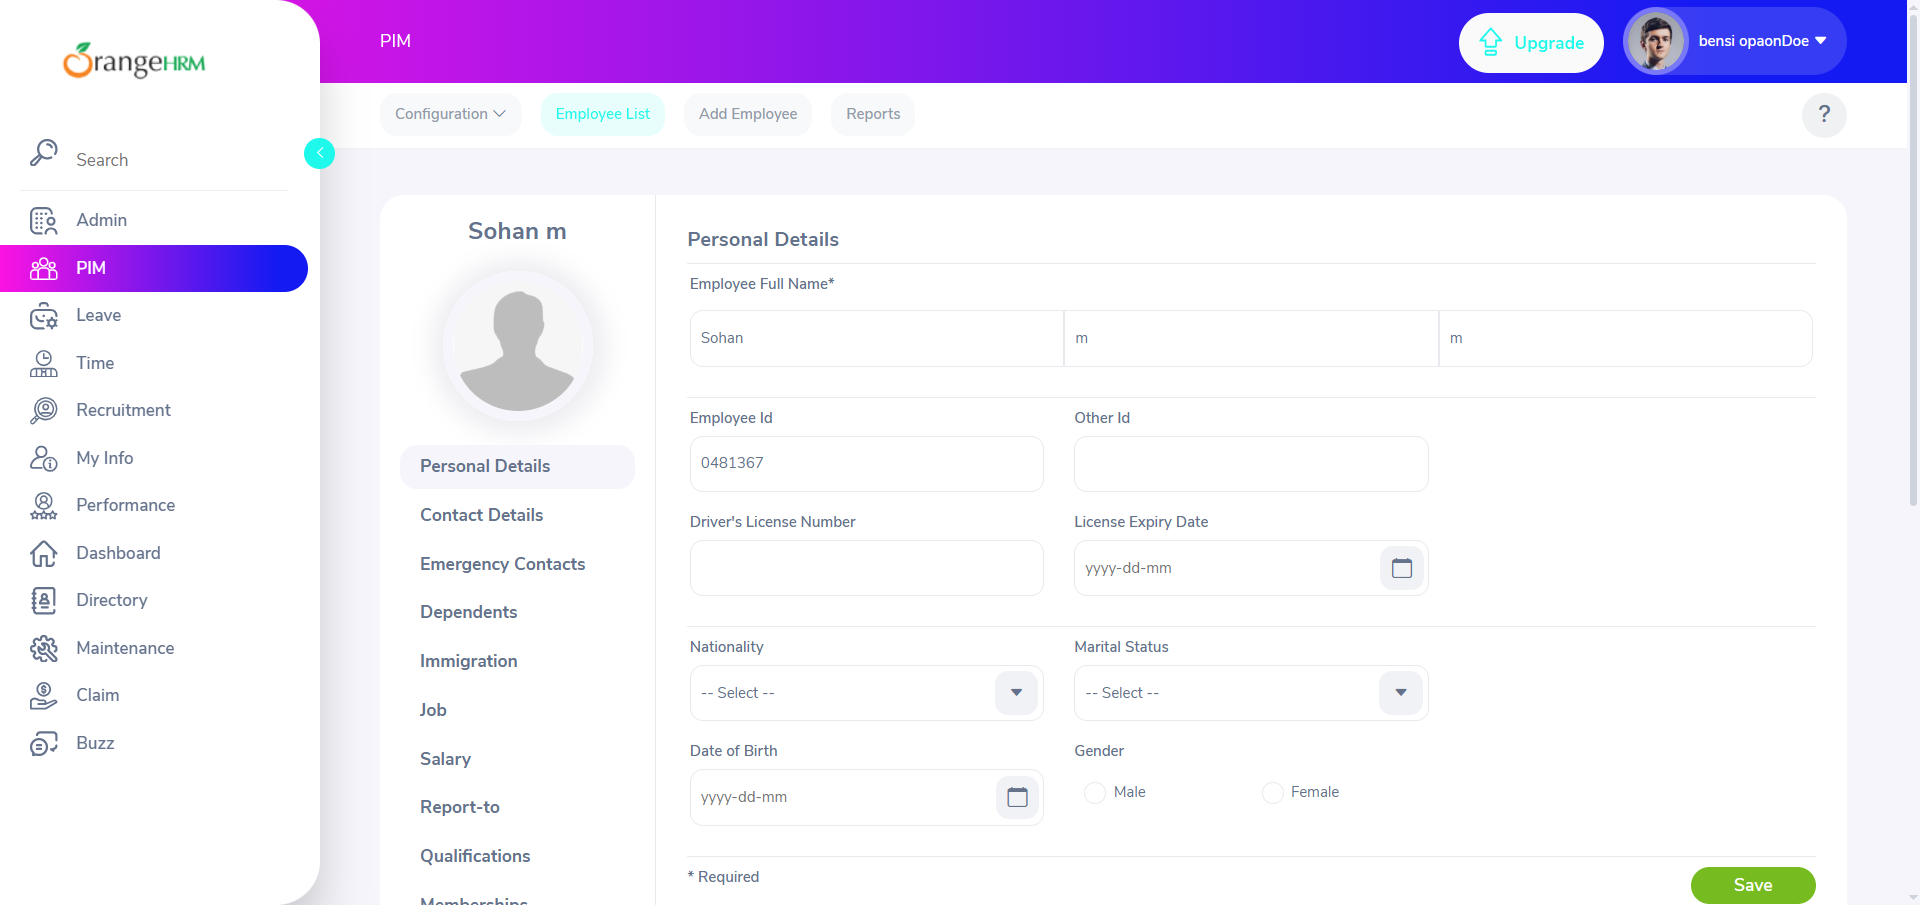 OrangeHRM
Search
Admin
PIM
Leave
Time
Recruitment
My Info
Performance
Dashboard
Directory
Maintenance
Claim
Buzz
PIM
Upgrade
bensi opaonDoe
Configuration
Employee List
Add Employee
Reports
?
Sohan m
Personal Details
Contact Details
Emergency Contacts
Dependents
Immigration
Job
Salary
Report-to
Qualifications
Memberships
Personal Details
Employee Full Name*
Sohan
m
m
Employee Id
Other Id
0481367
Driver's License Number
License Expiry Date
yyyy-dd-mm
Nationality
Marital Status
-- Select --
-- Select --
Date of Birth
Gender
yyyy-dd-mm
Male
Female
* Required
Save